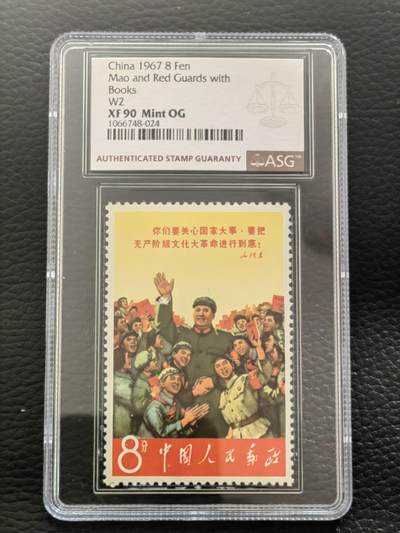 China 1967 8 Fen
Mao and Red Guards with
Books
W2
XF 90 Mint OG
1066748-024
AUTHENTICATED STAMP GUARANTY
ASG™
你们要关心国家大事，要把
无产阶级文化大革命进行到底！
毛泽东
8分 中国人民邮政